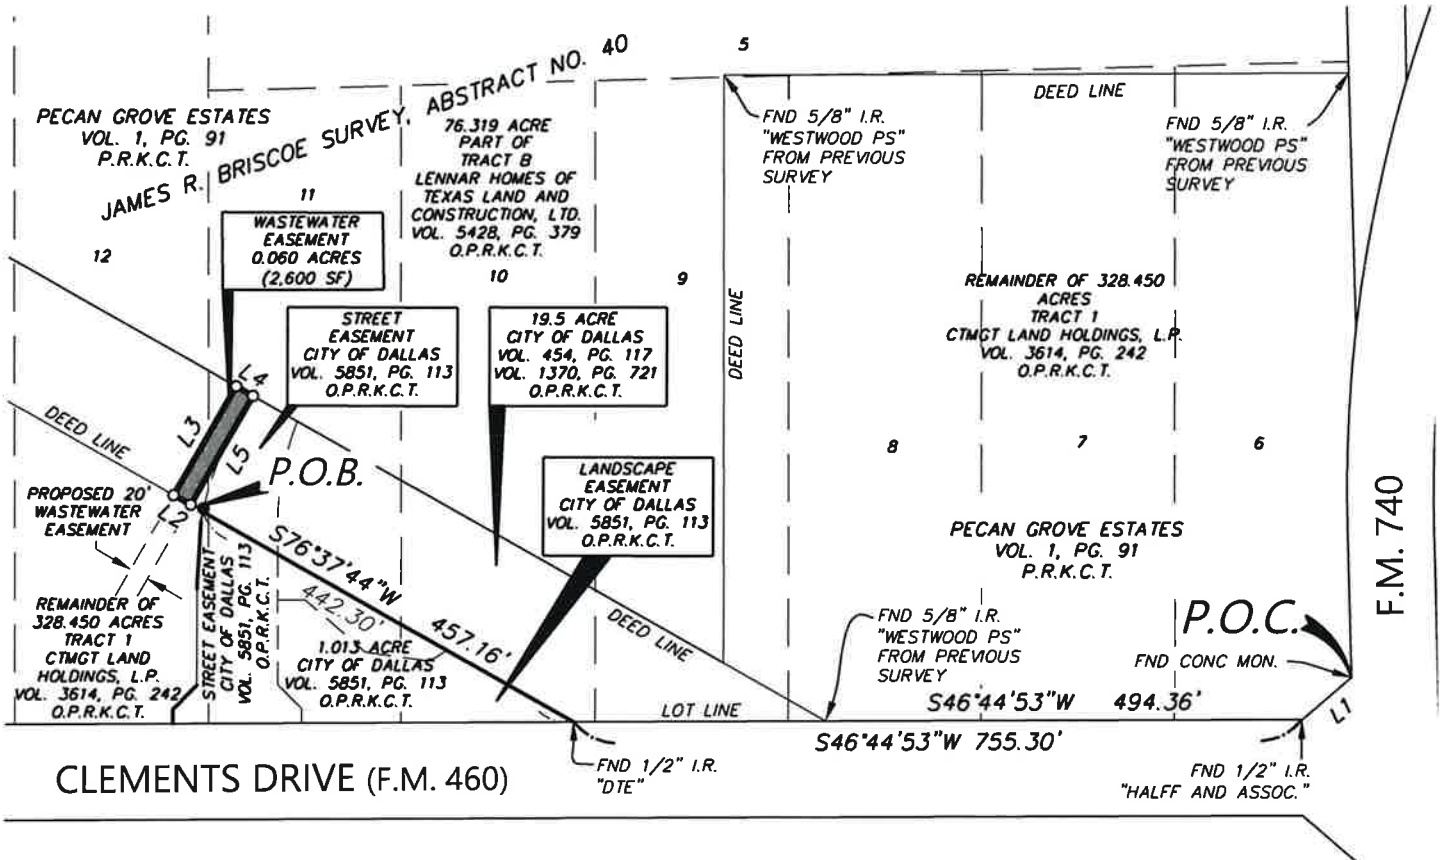 40
5
JAMES R. BRISCOE SURVEY, ABSTRACT NO.
PECAN GROVE ESTATES
VOL. 1, PG. 91
P.R.K.C.T.
76.319 ACRE
PART OF
TRACT B
LENNAR HOMES OF
TEXAS LAND AND
CONSTRUCTION, LTD.
VOL. 5428, PG. 379
O.P.R.K.C.T.
FND 5/8" I.R.
"WESTWOOD PS"
FROM PREVIOUS
SURVEY
DEED LINE
FND 5/8" I.R.
"WESTWOOD PS"
FROM PREVIOUS
SURVEY
11
12
10
9
WASTEWATER
EASEMENT
0.060 ACRES
(2,600 SF)
STREET
EASEMENT
CITY OF DALLAS
VOL. 5851, PG. 113
O.P.R.K.C.T.
19.5 ACRE
CITY OF DALLAS
VOL. 454, PG. 117
VOL. 1370, PG. 721
O.P.R.K.C.T.
DEED LINE
REMAINDER OF 328.450
ACRES
TRACT 1
CTMGT LAND HOLDINGS, L.P.
VOL. 3614, PG. 242
O.P.R.K.C.T.
L4
L3
L5
L2
DEED LINE
P.O.B.
8
7
6
LANDSCAPE
EASEMENT
CITY OF DALLAS
VOL. 5851, PG. 113
O.P.R.K.C.T.
PROPOSED 20'
WASTEWATER
EASEMENT
PECAN GROVE ESTATES
VOL. 1, PG. 91
P.R.K.C.T.
F.M. 740
S76°37'44"W
457.16'
442.30'
DEED LINE
STREET EASEMENT
CITY OF DALLAS
VOL. 5851, PG. 113
O.P.R.K.C.T.
REMAINDER OF
328.450 ACRES
TRACT 1
CTMGT LAND
HOLDINGS, L.P.
VOL. 3614, PG. 242
O.P.R.K.C.T.
1.013 ACRE
CITY OF DALLAS
VOL. 5851, PG. 113
O.P.R.K.C.T.
FND 5/8" I.R.
"WESTWOOD PS"
FROM PREVIOUS
SURVEY
P.O.C.
FND CONC MON.
L1
LOT LINE
S46°44'53"W 494.36'
S46°44'53"W 755.30'
CLEMENTS DRIVE (F.M. 460)
FND 1/2" I.R.
"DTE"
FND 1/2" I.R.
"HALFF AND ASSOC."